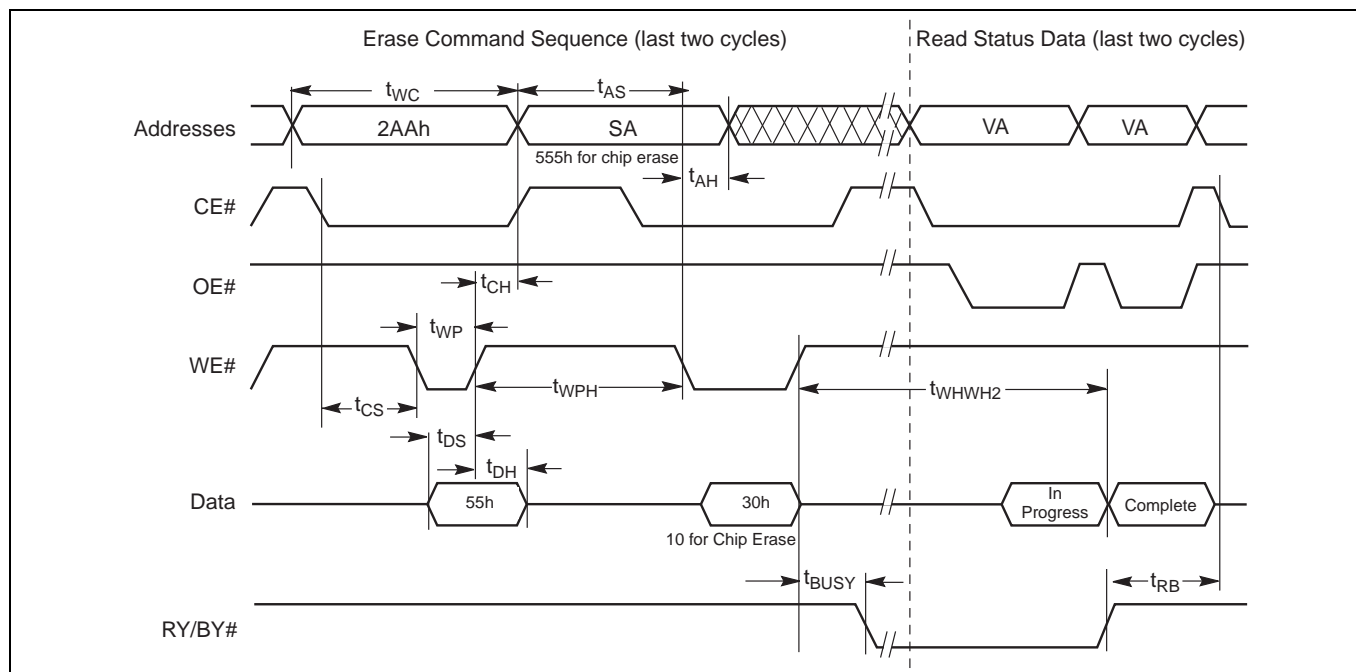 Erase Command Sequence (last two cycles)
Read Status Data (last two cycles)
tWC
tAS
Addresses
2AAh
SA
VA
VA
555h for chip erase
tAH
CE#
OE#
tCH
tWP
WE#
tWPH
tWHWH2
tCS
tDS
tDH
Data
55h
30h
In
Progress
Complete
10 for Chip Erase
tBUSY
tRB
RY/BY#